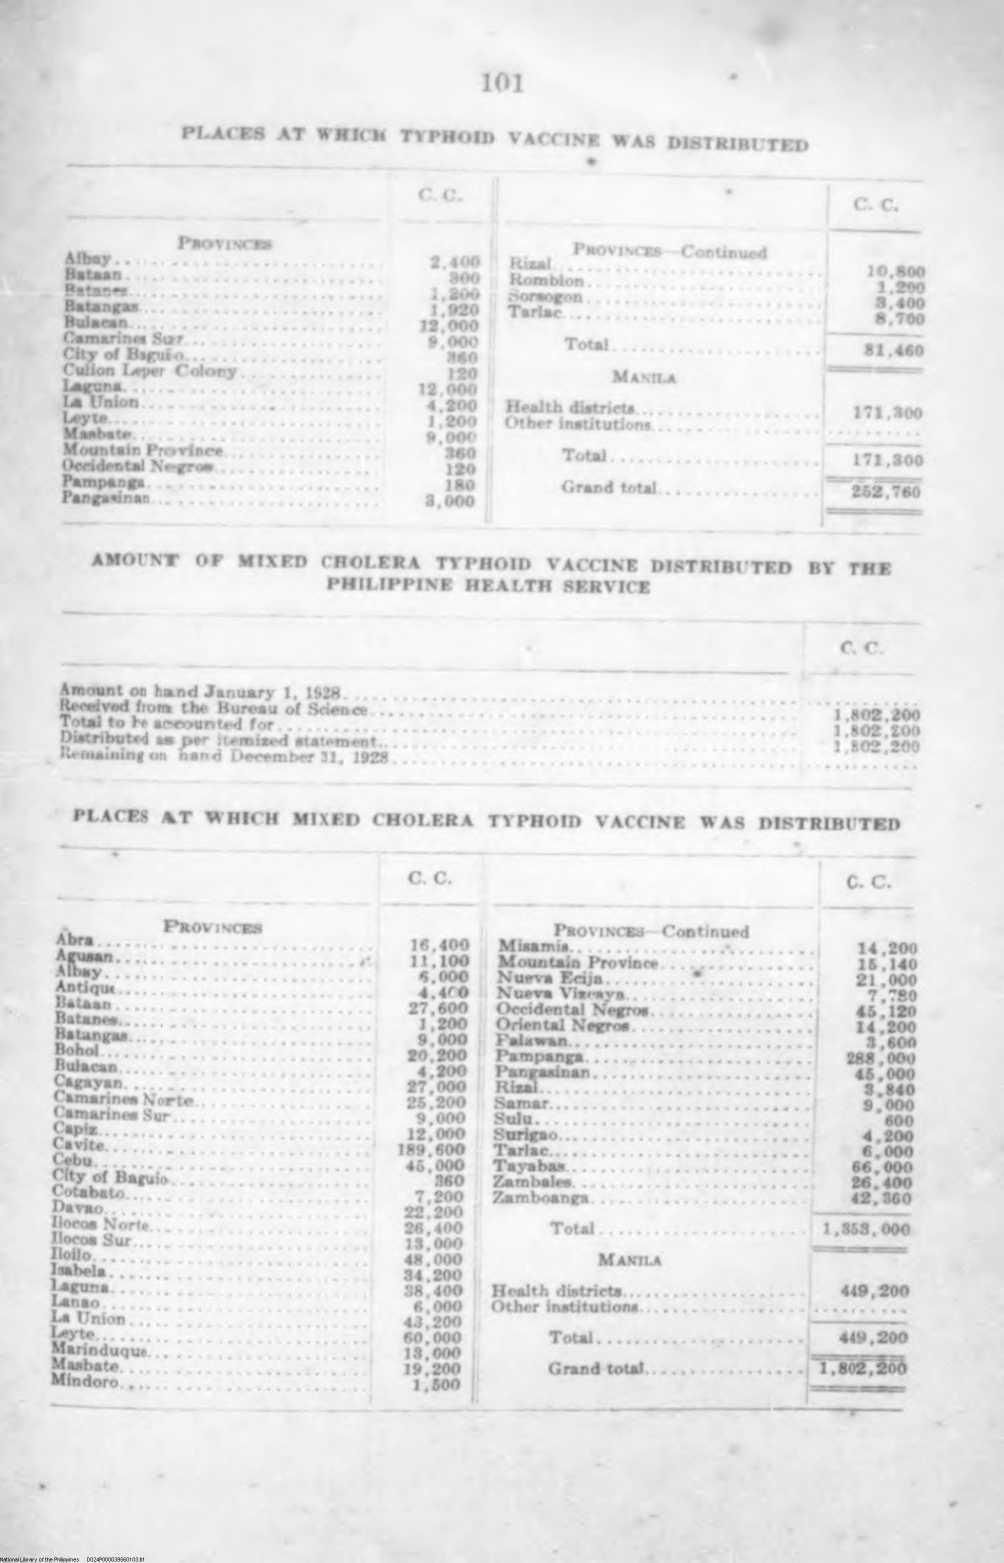 101
PLACES AT WHICH TYPHOID VACCINE WAS DISTRIBUTED
C. C.
PROVINCES
Albay 2,400
Bataan 300
Batanes 1,200
Batangas 1,920
Bulacan 12,000
Camarines Sur 9,000
City of Baguio 360
Culion Leper Colony 120
Laguna 12,000
La Union 4,200
Leyte 1,200
Masbate 9,000
Mountain Province 360
Occidental Negros 120
Pampanga 180
Pangasinan 3,000
C. C.
PROVINCES—Continued
Rizal 10,800
Romblon 1,200
Sorsogon 3,400
Tarlac 8,700
Total 81,460
MANILA
Health districts 171,300
Other institutions
Total 171,300
Grand total 252,760
AMOUNT OF MIXED CHOLERA TYPHOID VACCINE DISTRIBUTED BY THE
PHILIPPINE HEALTH SERVICE
C. C.
Amount on hand January 1, 1928
Received from the Bureau of Science 1,802,200
Total to be accounted for 1,802,200
Distributed as per itemized statement 1,802,200
Remaining on hand December 31, 1928
PLACES AT WHICH MIXED CHOLERA TYPHOID VACCINE WAS DISTRIBUTED
C. C.
PROVINCES
Abra 16,400
Agusan 11,100
Albay 6,000
Antique 4,400
Bataan 27,600
Batanes 1,200
Batangas 9,000
Bohol 20,200
Bulacan 4,200
Cagayan 27,000
Camarines Norte 25,200
Camarines Sur 9,000
Capiz 12,000
Cavite 189,600
Cebu 45,000
City of Baguio 360
Cotabato 7,200
Davao 22,200
Ilocos Norte 26,400
Ilocos Sur 13,000
Iloilo 48,000
Isabela 34,200
Laguna 38,400
Lanao 6,000
La Union 43,200
Leyte 60,000
Marinduque 13,000
Masbate 19,200
Mindoro 1,500
C. C.
PROVINCES—Continued
Misamis 14,200
Mountain Province 15,140
Nueva Ecija 21,000
Nueva Vizcaya 7,780
Occidental Negros 45,120
Oriental Negros 14,200
Palawan 3,600
Pampanga 288,000
Pangasinan 45,000
Rizal 3,840
Samar 9,000
Sulu 600
Surigao 4,200
Tarlac 6,000
Tayabas 66,000
Zambales 26,400
Zamboanga 42,360
Total 1,353,000
MANILA
Health districts 449,200
Other institutions
Total 449,200
Grand total 1,802,200
National Library of the Philippines